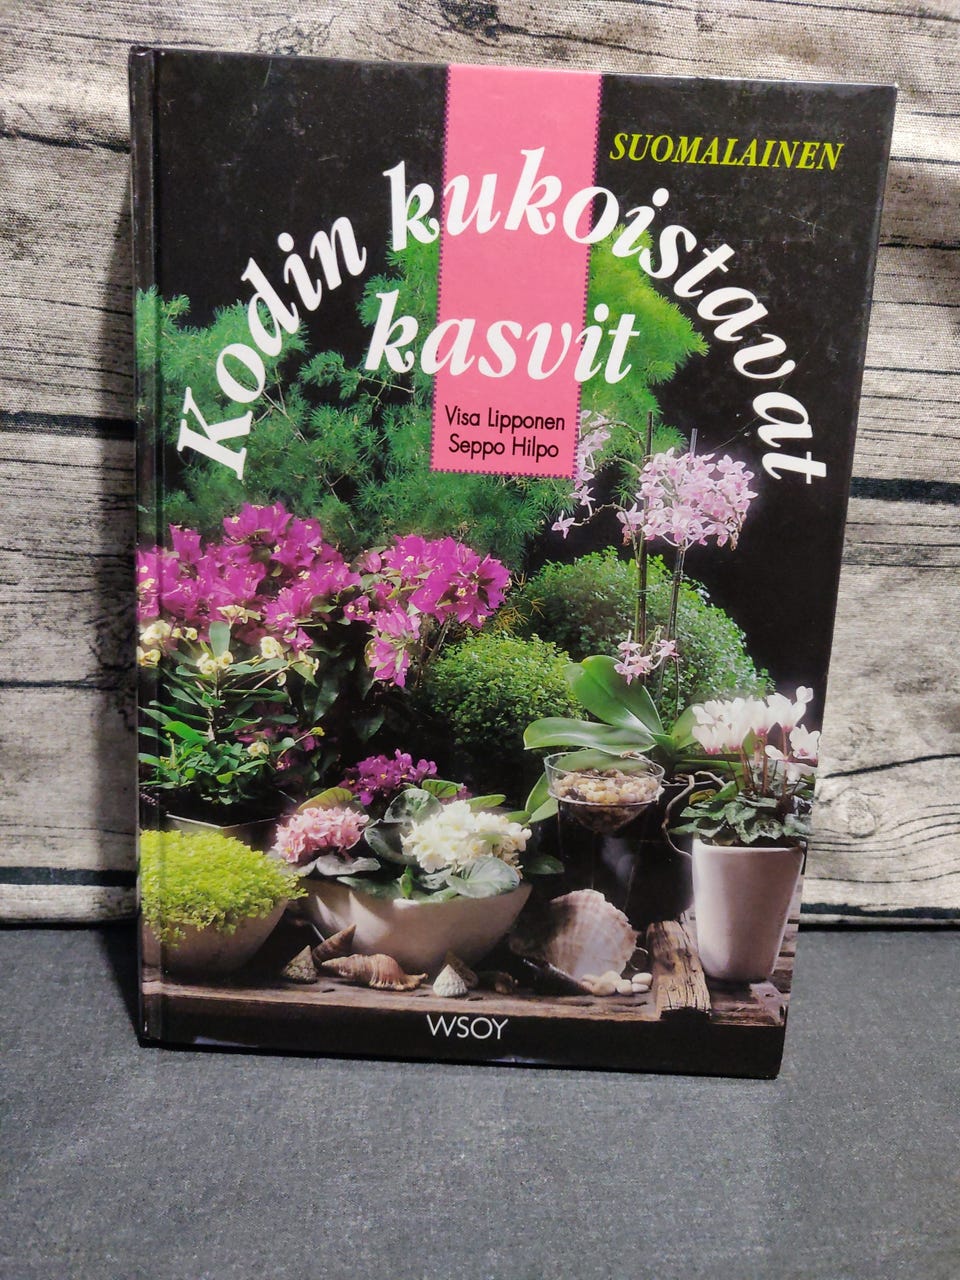 SUOMALAINEN
Kodin kukoistavat
kasvit
Visa Lipponen
Seppo Hilpo
WSOY